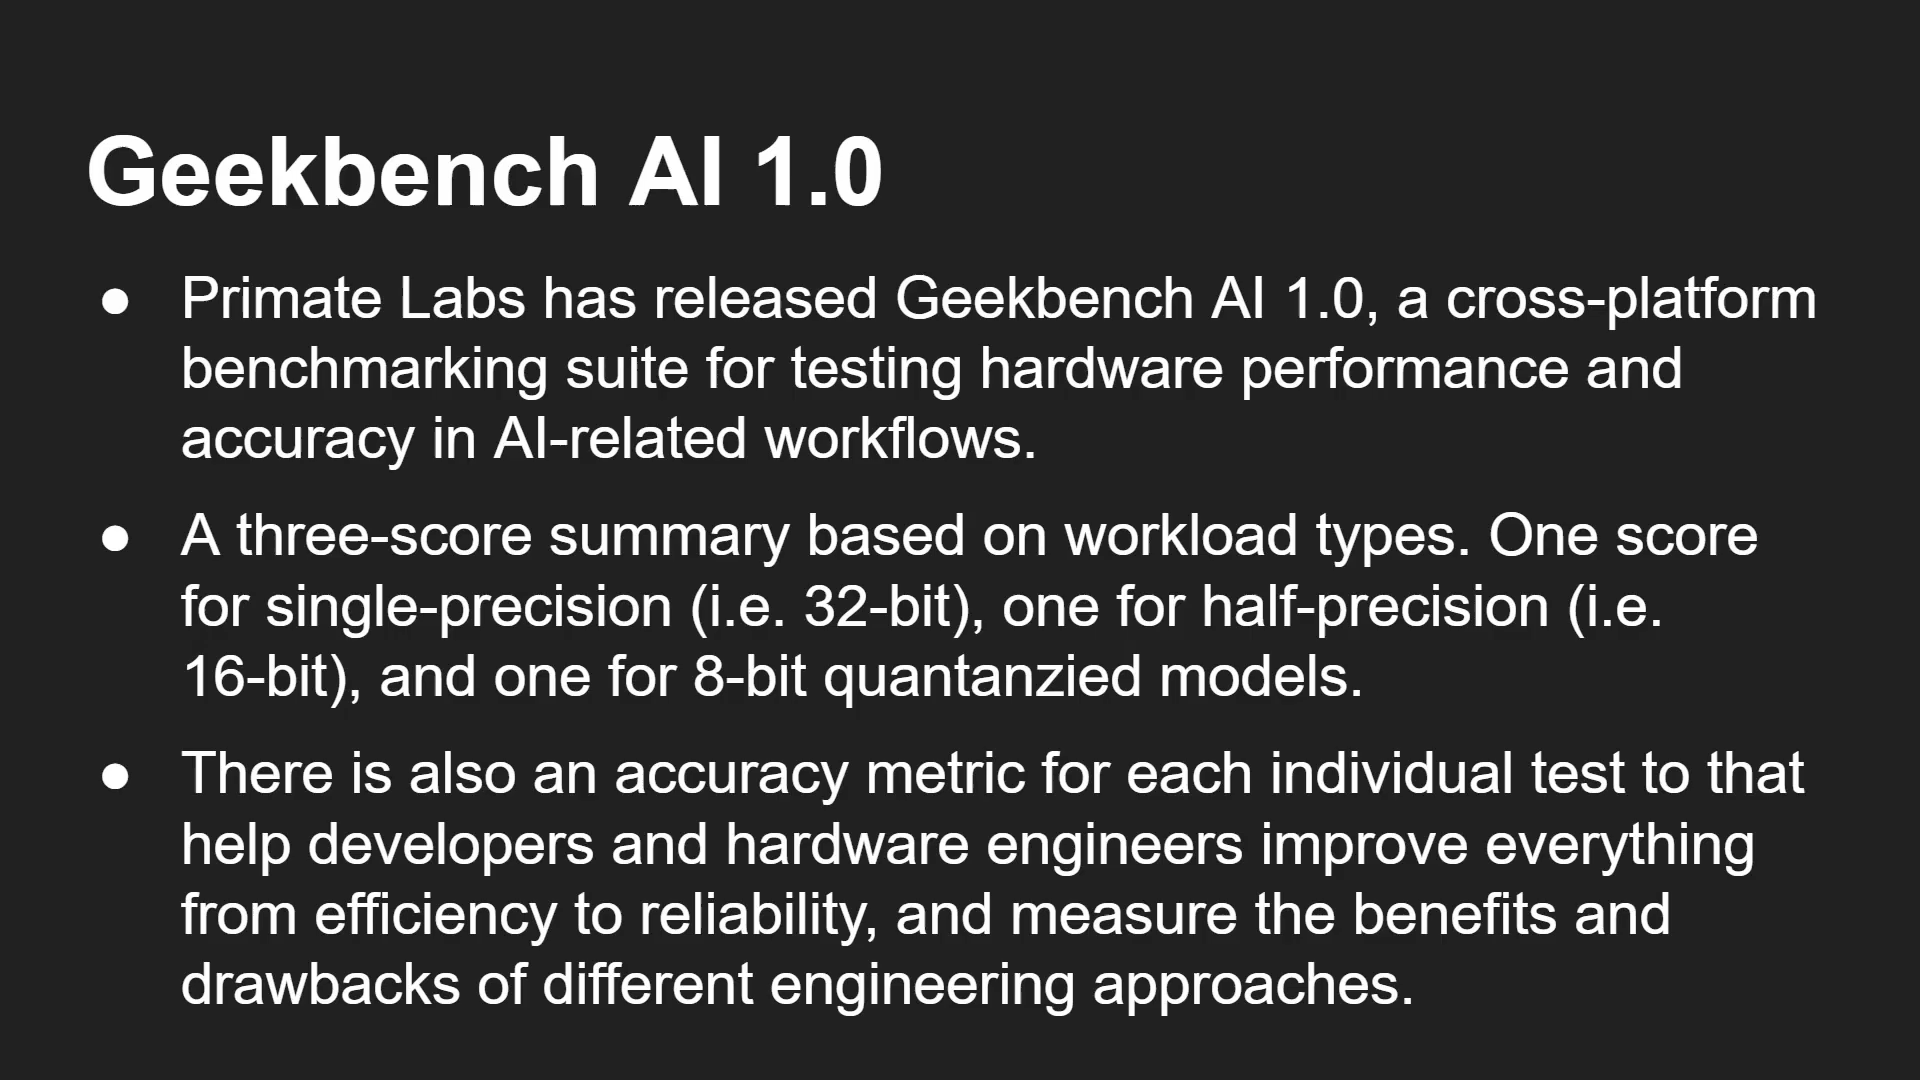 Geekbench AI 1.0
● Primate Labs has released Geekbench AI 1.0, a cross-platform
benchmarking suite for testing hardware performance and
accuracy in AI-related workflows.
● A three-score summary based on workload types. One score
for single-precision (i.e. 32-bit), one for half-precision (i.e.
16-bit), and one for 8-bit quantanzied models.
● There is also an accuracy metric for each individual test to that
help developers and hardware engineers improve everything
from efficiency to reliability, and measure the benefits and
drawbacks of different engineering approaches.